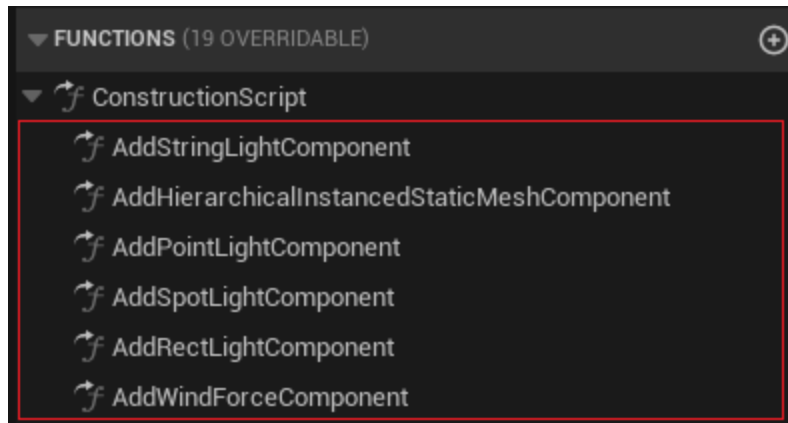 FUNCTIONS (19 OVERRIDABLE)
ConstructionScript
AddStringLightComponent
AddHierarchicalInstancedStaticMeshComponent
AddPointLightComponent
AddSpotLightComponent
AddRectLightComponent
AddWindForceComponent